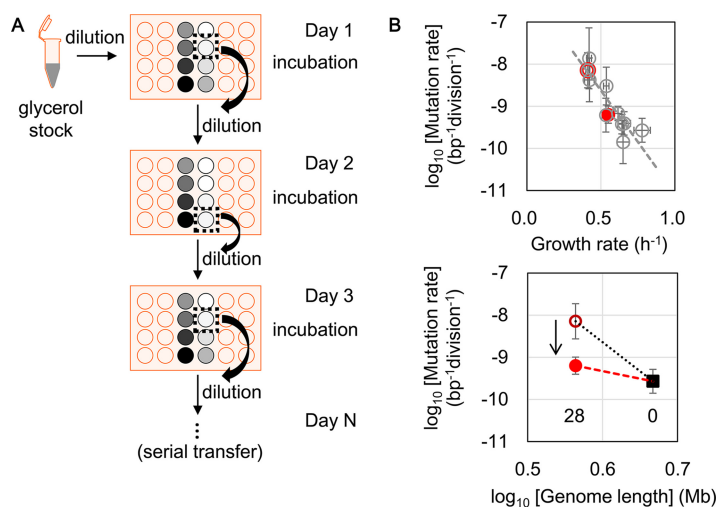 A
dilution
glycerol
stock
Day 1
incubation
dilution
Day 2
incubation
dilution
Day 3
incubation
dilution
Day N
(serial transfer)
B
log10 [Mutation rate]
(bp-1division-1)
-7
-8
-9
-10
-11
0.0
0.5
1.0
Growth rate (h-1)
log10 [Mutation rate]
(bp-1division-1)
-7
-8
-9
-10
-11
28
0
0.5
0.6
0.7
log10 [Genome length] (Mb)